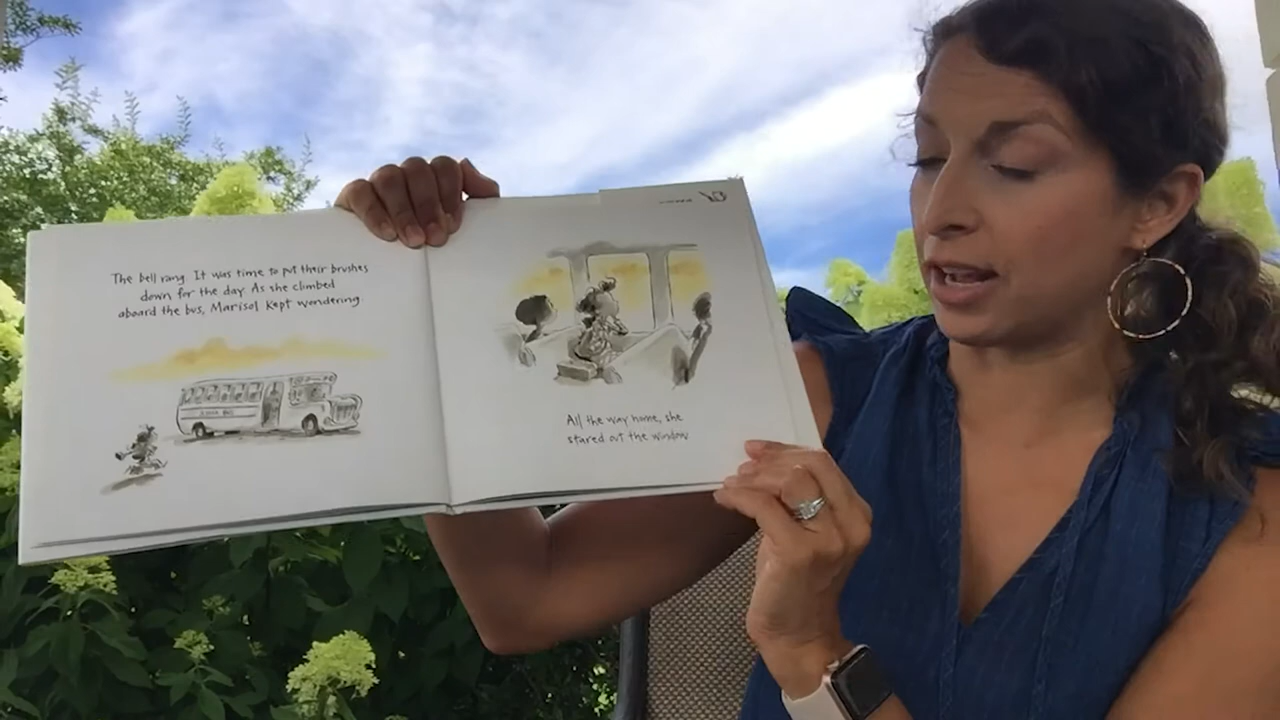 The bell rang. It was time to put their brushes
down for the day. As she climbed
aboard the bus, Marisol kept wondering.
All the way home, she
stared out the window.